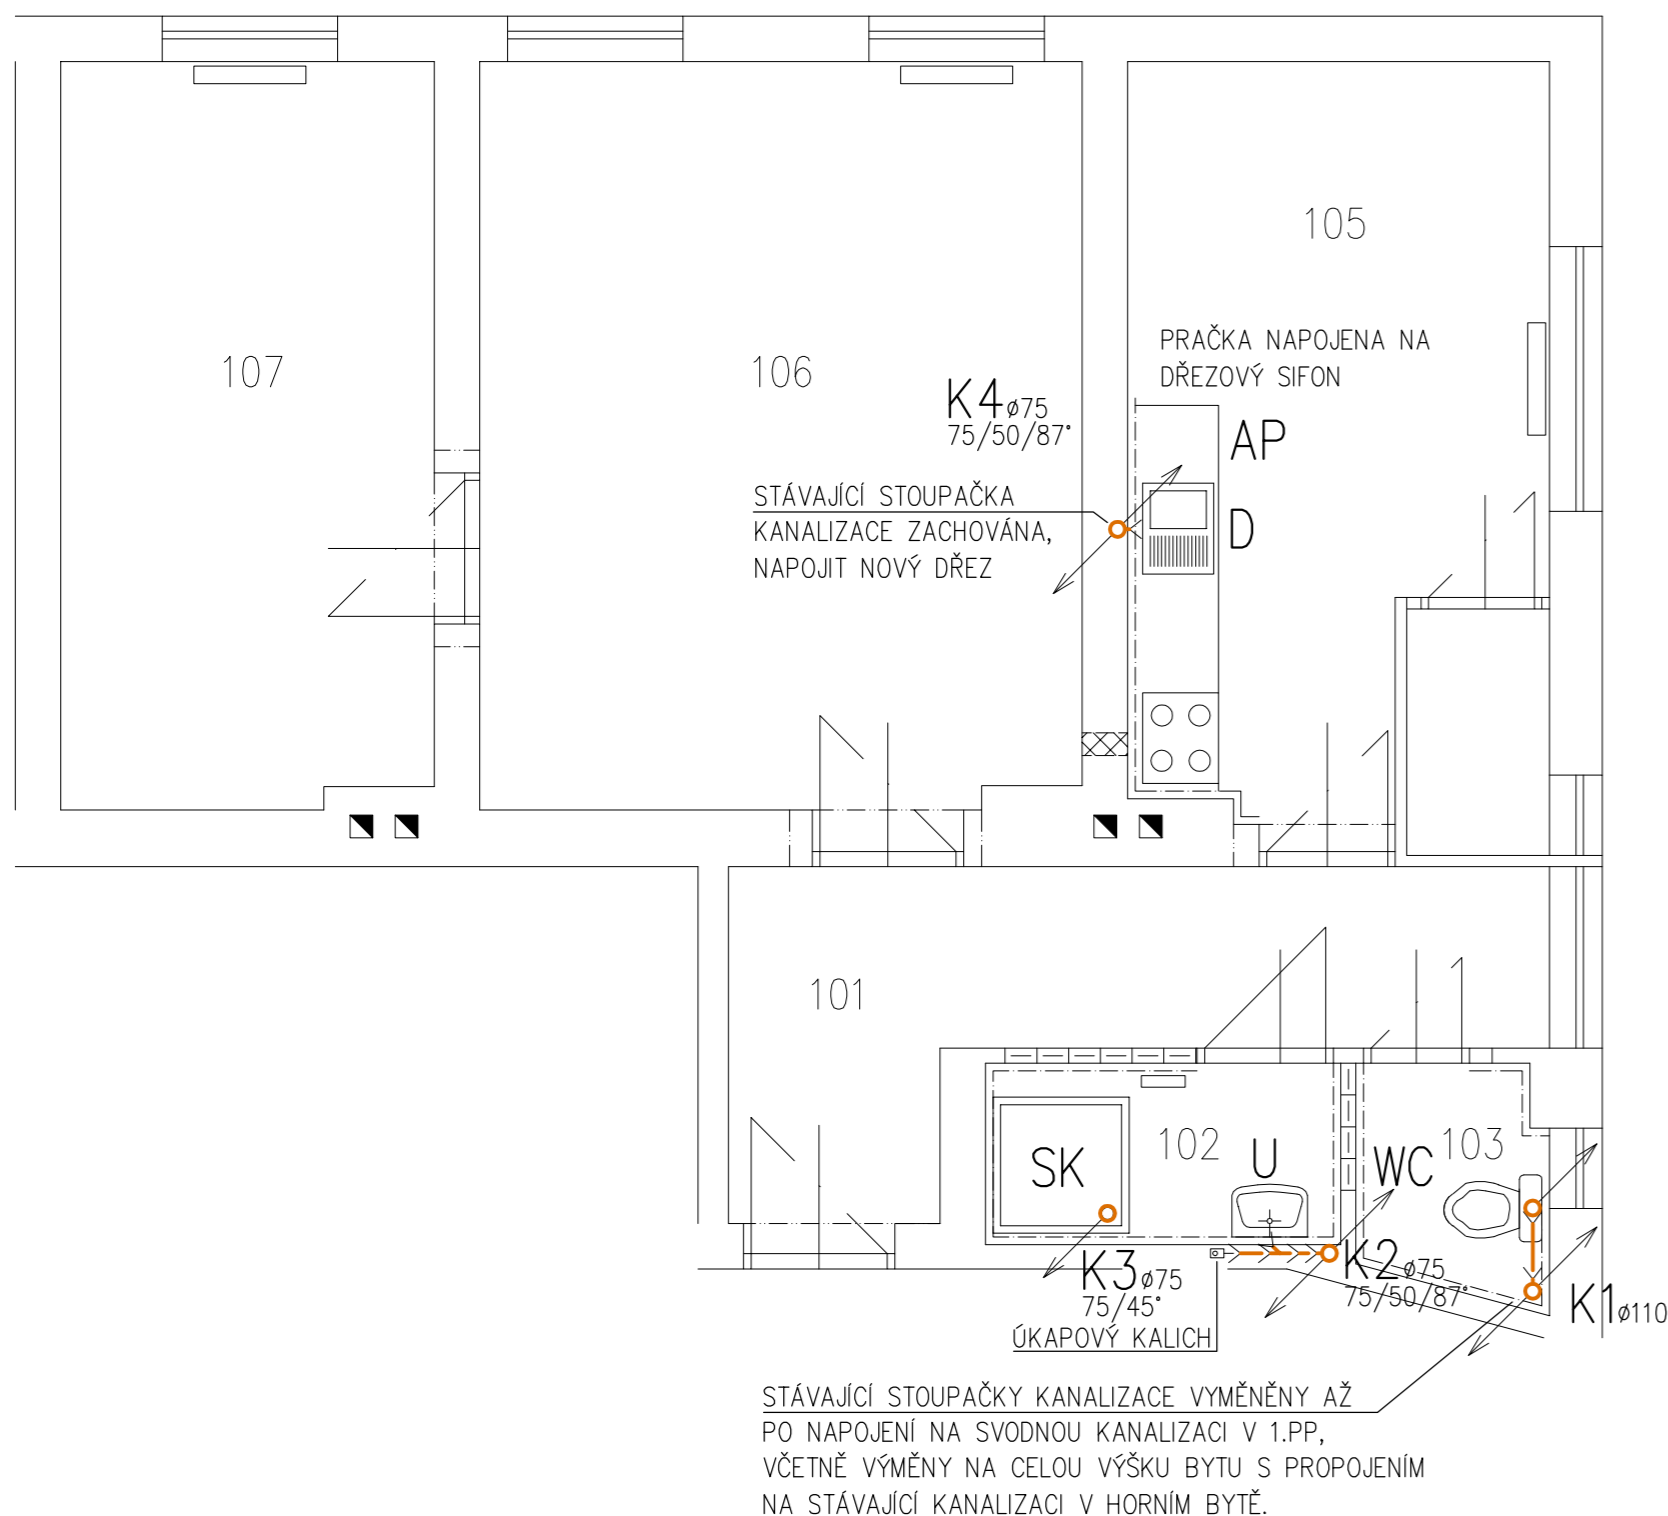 105
107
106
PRAČKA NAPOJENA NA
DŘEZOVÝ SIFON
K4ø75
75/50/87°
AP
STÁVAJÍCÍ STOUPAČKA
KANALIZACE ZACHOVÁNA,
NAPOJIT NOVÝ DŘEZ
D
101
102
103
SK
U
WC
K3ø75
75/45°
K2ø75
75/50/87°
K1ø110
ÚKAPOVÝ KALICH
STÁVAJÍCÍ STOUPAČKY KANALIZACE VYMĚNĚNY AŽ
PO NAPOJENÍ NA SVODNOU KANALIZACI V 1.PP,
VČETNĚ VÝMĚNY NA CELOU VÝŠKU BYTU S PROPOJENÍM
NA STÁVAJÍCÍ KANALIZACI V HORNÍM BYTĚ.